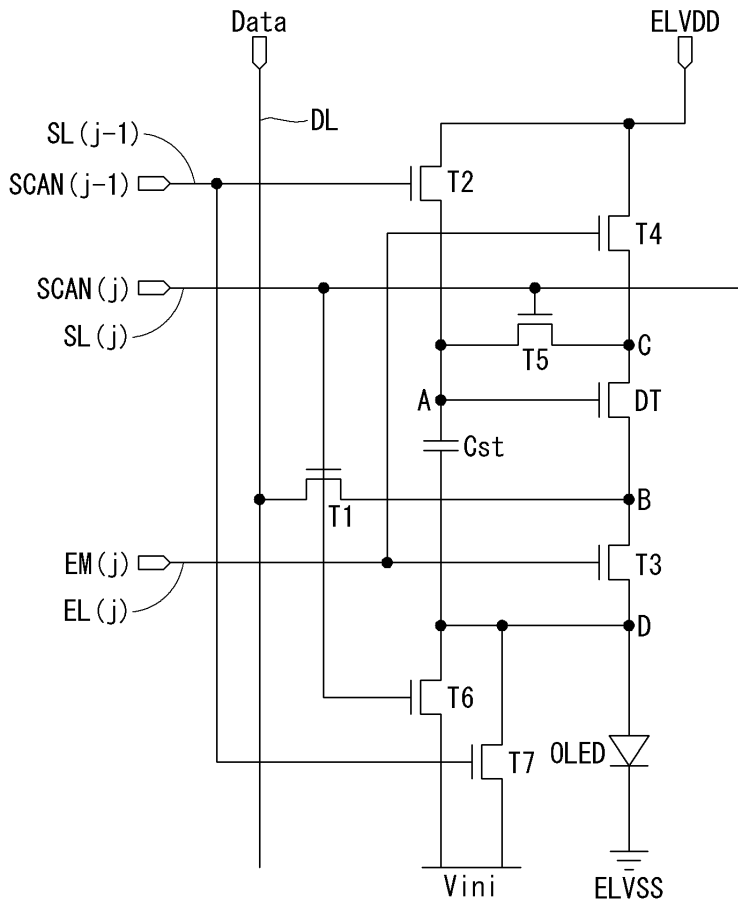 Data
ELVDD
DL
SL(j-1)
SCAN(j-1)
T2
T4
SCAN(j)
SL(j)
T5
C
A
DT
Cst
T1
B
EM(j)
T3
EL(j)
D
T6
OLED
T7
Vini
ELVSS